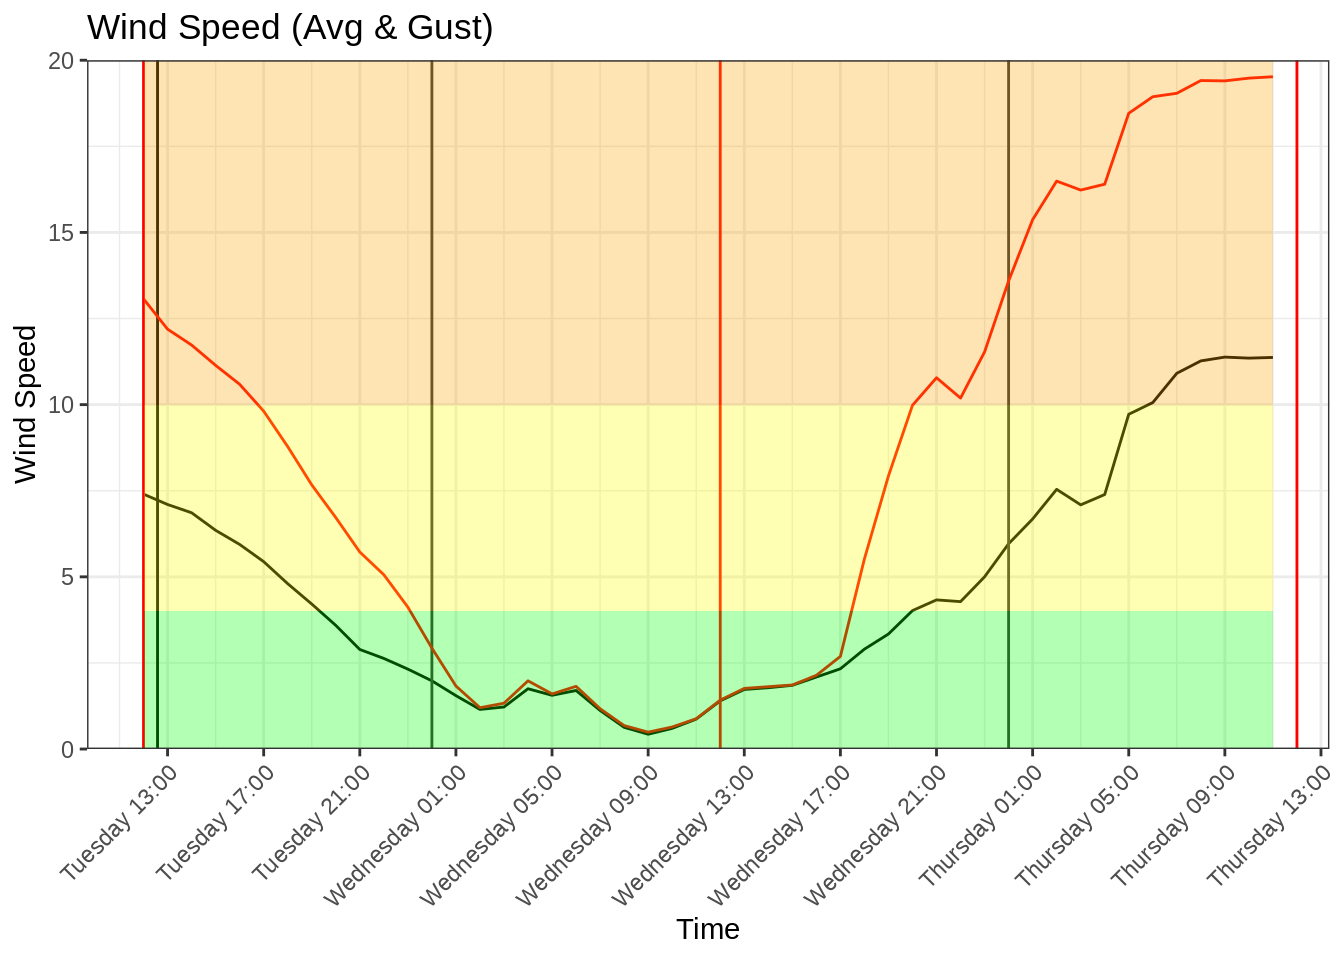 Wind Speed (Avg & Gust)
20
15
10
5
0
Wind Speed
Tuesday 13:00
Tuesday 17:00
Tuesday 21:00
Wednesday 01:00
Wednesday 05:00
Wednesday 09:00
Wednesday 13:00
Wednesday 17:00
Wednesday 21:00
Thursday 01:00
Thursday 05:00
Thursday 09:00
Thursday 13:00
Time